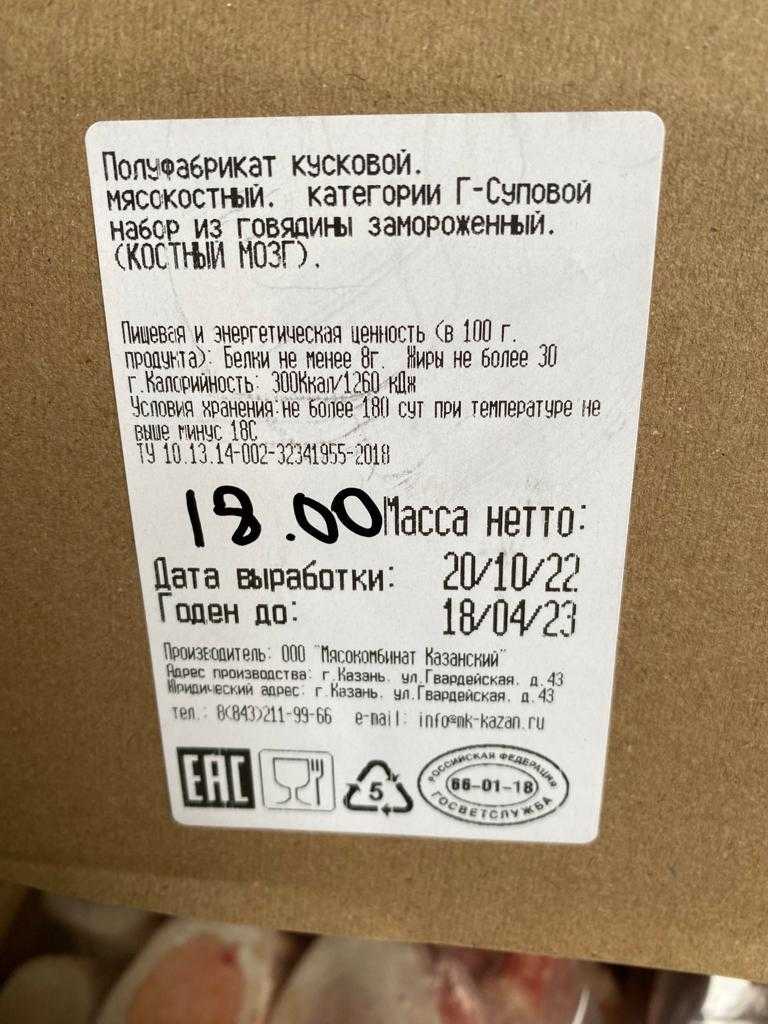 Полуфабрикат кусковой.
мясокостный. категории Г-Суповой
набор из говядины замороженный.
(КОСТНЫЙ МОЗГ).
Пищевая и энергетическая ценность (в 100 г.
продукта): Белки не менее 8г. Жиры не более 30
г.Калорийность: 300Ккал/1260 кДж
Условия хранения:не более 180 сут при температуре не
выше минус 18С
ТУ 10.13.14-002-32341955-2018
18.00 Масса нетто:
Дата выработки: 20/10/22
Годен до: 18/04/23
Производитель: ООО "Мясокомбинат Казанский"
Адрес производства: г.Казань. ул.Гвардейская. д.43
Юридический адрес: г.Казань. ул.Гвардейская. д.43
тел.: 8(843)211-99-66 e-mail: info@mk-kazan.ru
EAC
5
РОССИЙСКАЯ ФЕДЕРАЦИЯ
66-01-18
ГОСВЕТСЛУЖБА